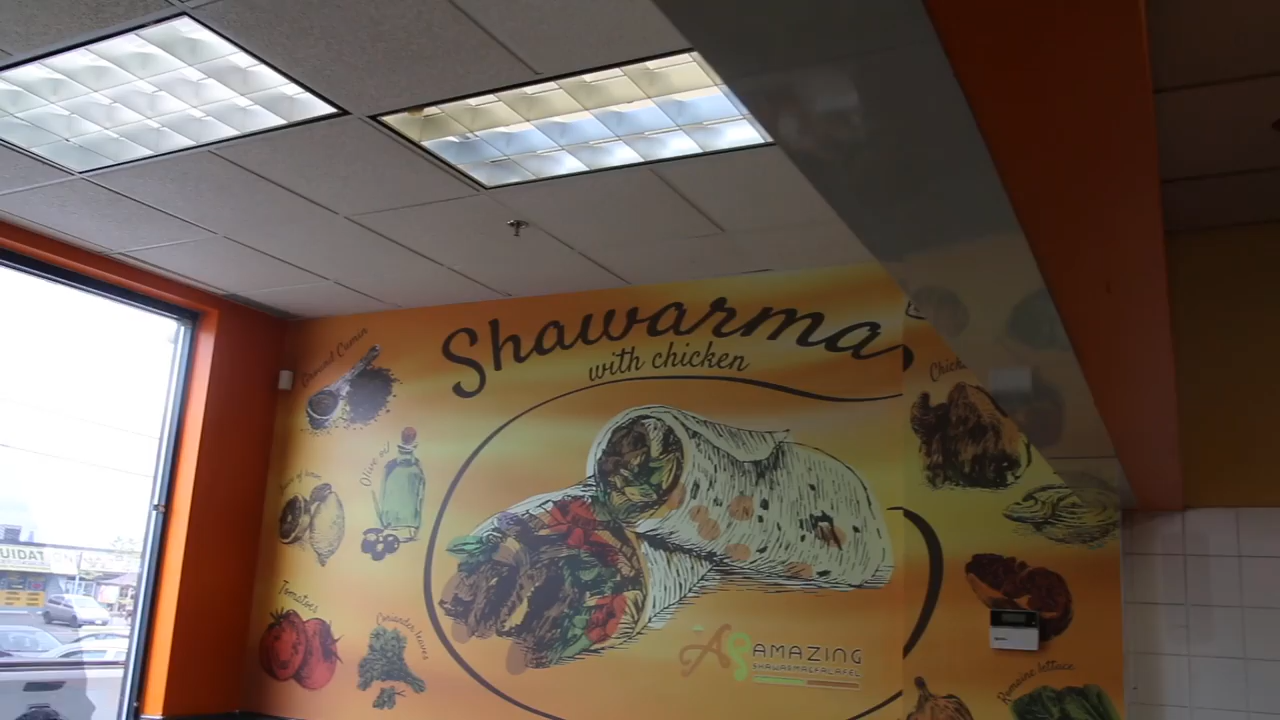 Shawarma
with chicken
Ground Cumin
Olive oil
Tomatoes
Coriander leaves
Romaine lettuce
AMAZING
SHAWARMA&FALAFEL